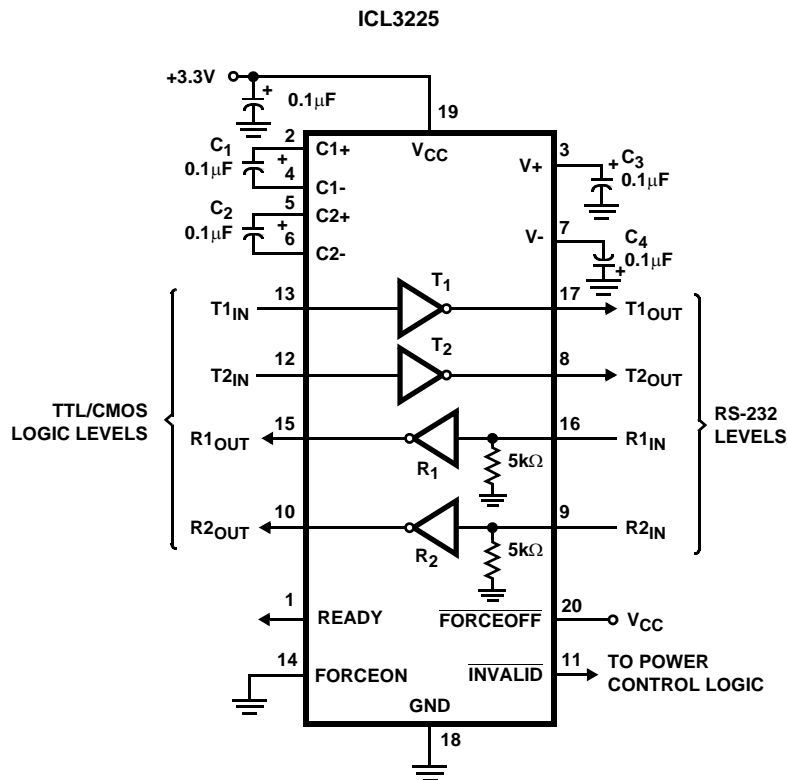 ICL3225
+3.3V
+
0.1μF
19
2
C1
0.1μF
+
4
C1+
C1-
VCC
3
V+
+
C3
0.1μF
5
C2
0.1μF
+
6
C2+
C2-
7
V-
C4
0.1μF
+
T1IN
13
T1
17
T1OUT
T2IN
12
T2
8
T2OUT
TTL/CMOS
LOGIC LEVELS
RS-232
LEVELS
R1OUT
15
R1
5kΩ
16
R1IN
R2OUT
10
R2
5kΩ
9
R2IN
1
READY
FORCEOFF
20
VCC
14
FORCEON
INVALID
11
TO POWER
CONTROL LOGIC
GND
18